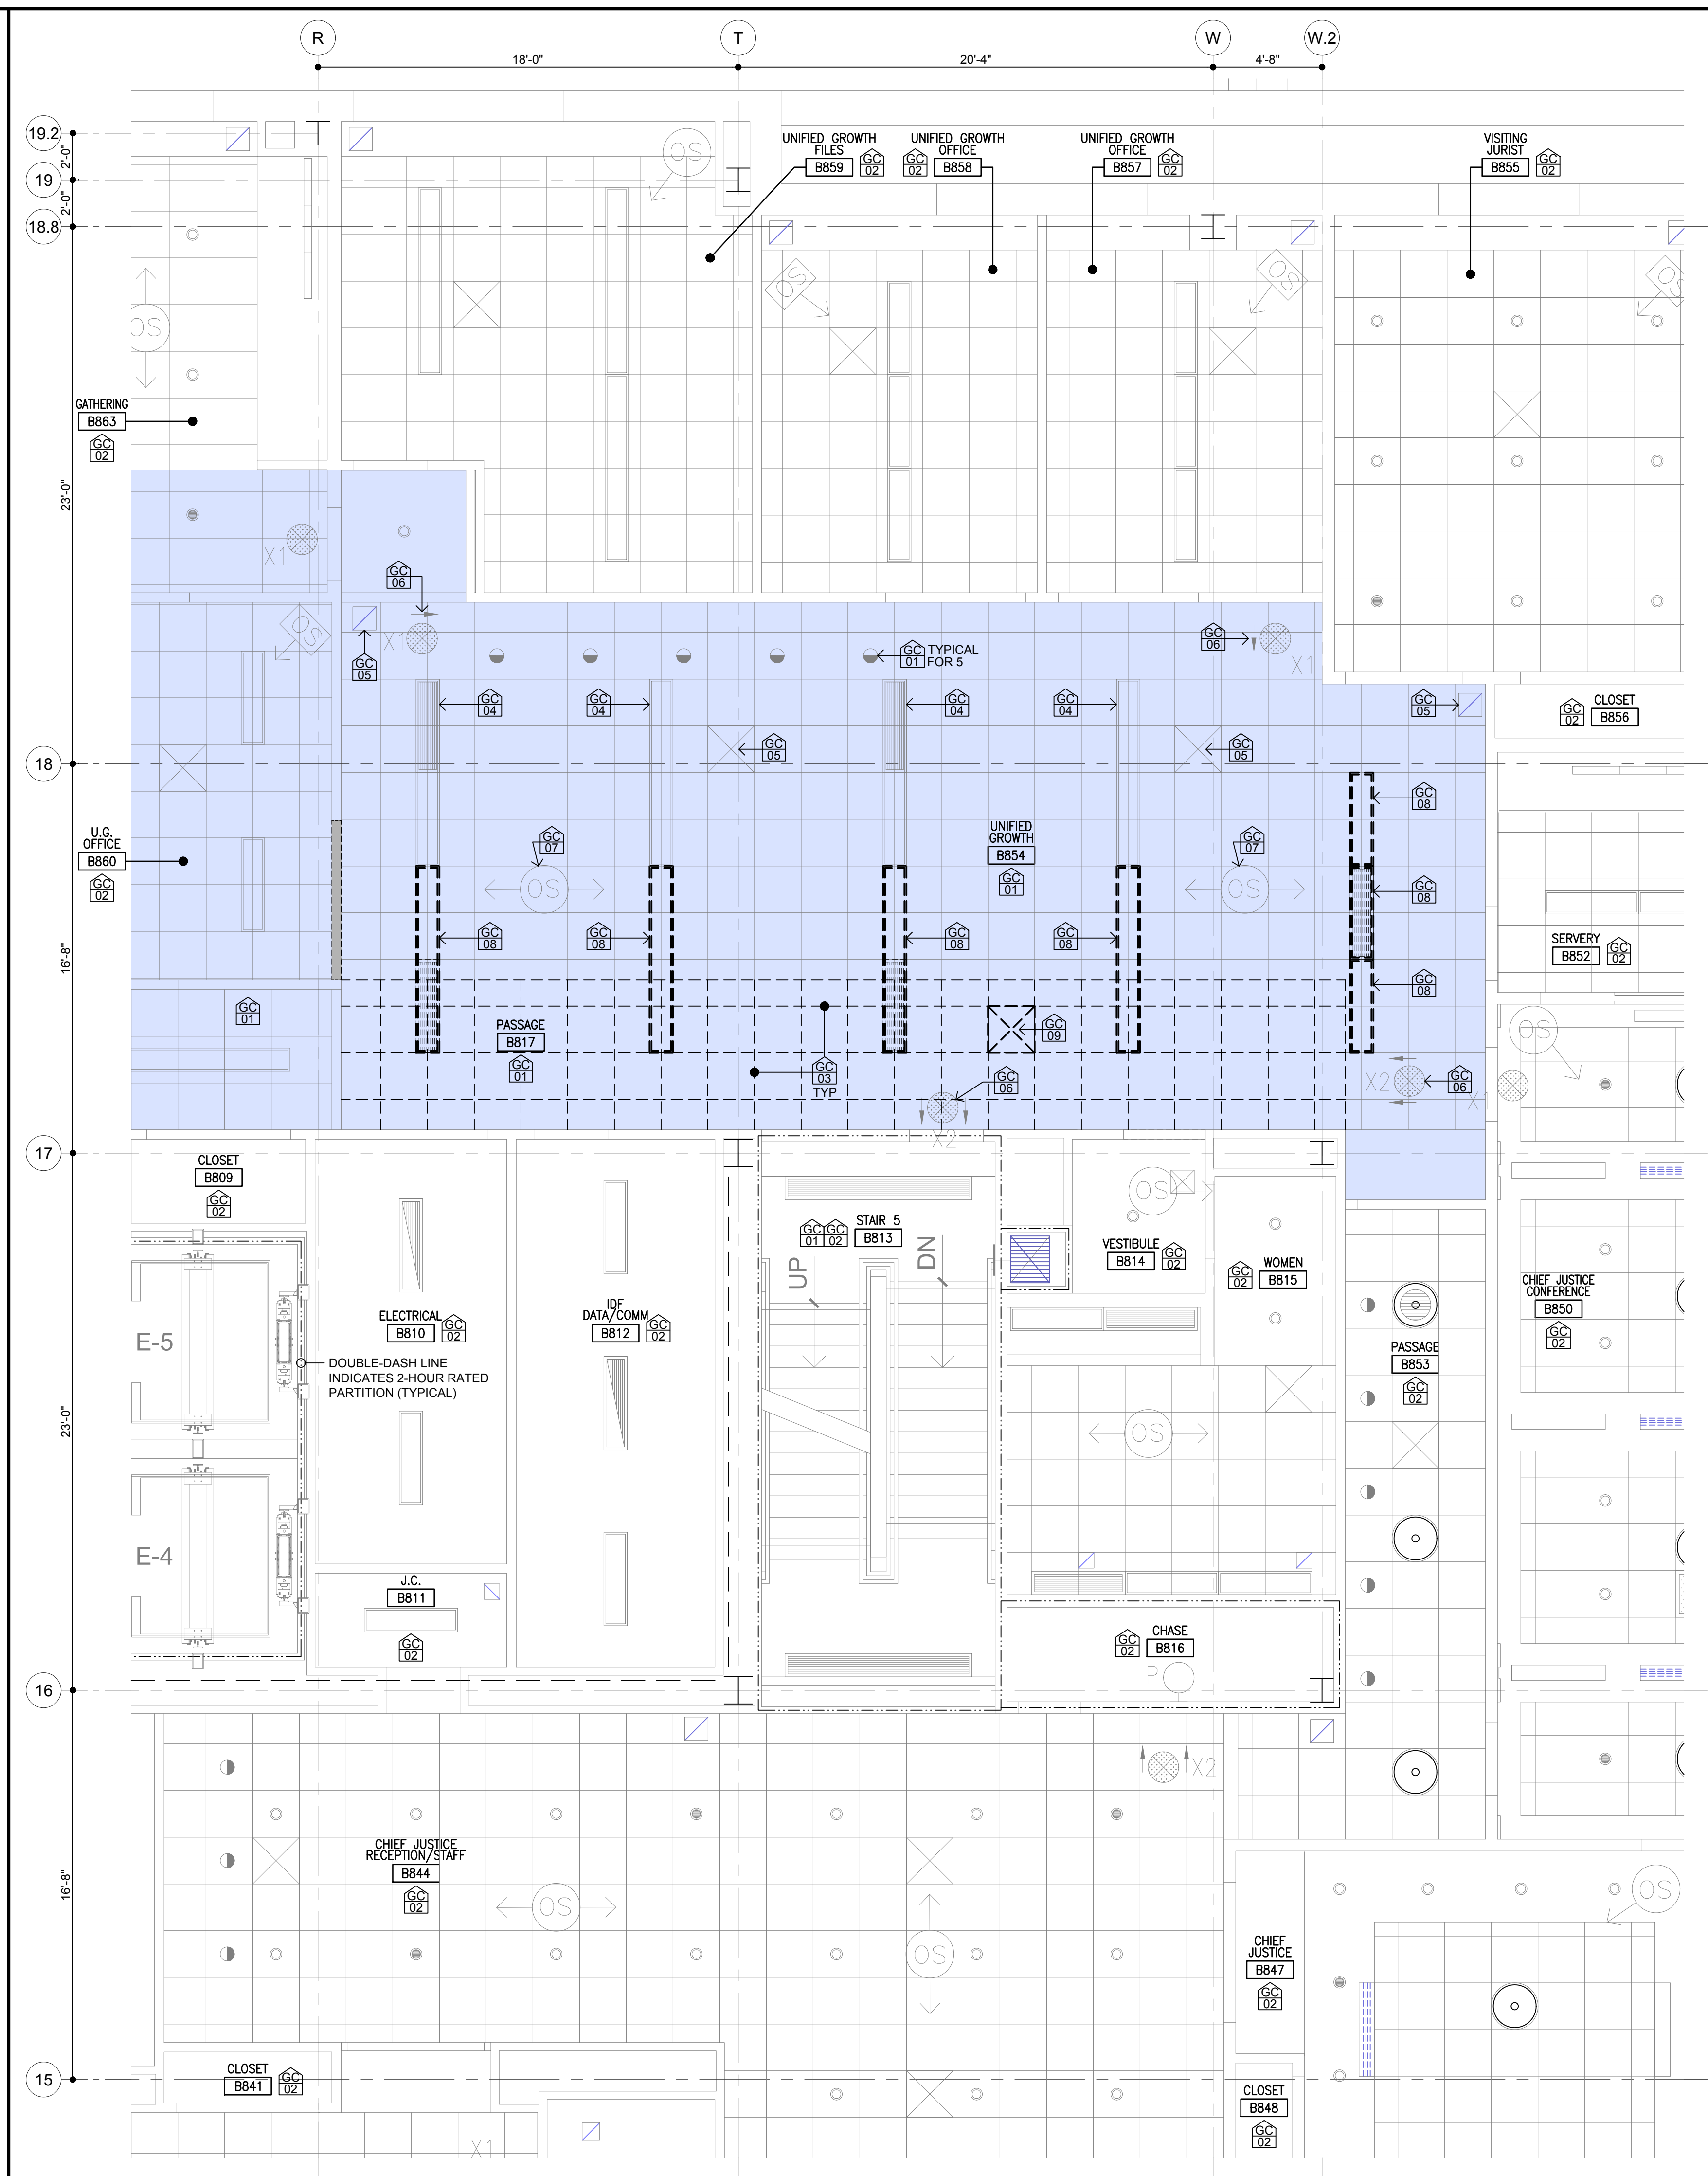 R
T
W
W.2
18'-0"
20'-4"
4'-8"
19.2
2'-0"
19
2'-0"
18.8
23'-0"
18
16'-8"
17
23'-0"
16
16'-8"
15
OS
UNIFIED GROWTH
FILES
B859
GC
02
UNIFIED GROWTH
OFFICE
GC
02
B858
UNIFIED GROWTH
OFFICE
B857
GC
02
VISITING
JURIST
B855
GC
02
OS
OS
OS
OS
GATHERING
B863
GC
02
X1
GC
06
X1
GC
05
GC
01
TYPICAL
FOR 5
GC
06
X1
OS
GC
04
GC
04
GC
04
GC
04
GC
05
GC
05
GC
05
CLOSET
GC
02
B856
GC
08
U.G.
OFFICE
B860
GC
02
GC
07
OS
UNIFIED
GROWTH
B854
GC
01
GC
07
OS
GC
08
GC
08
GC
08
GC
08
GC
08
GC
08
SERVERY
B852
GC
02
GC
01
PASSAGE
B817
GC
01
GC
09
GC
03
TYP
GC
06
X2
X2
GC
06
X1
OS
CLOSET
B809
GC
02
STAIR 5
GC
01
GC
02
B813
UP
DN
OS
VESTIBULE
B814
GC
02
WOMEN
GC
02
B815
CHIEF JUSTICE
CONFERENCE
B850
GC
02
ELECTRICAL
B810
GC
02
IDF
DATA/COMM
B812
GC
02
E-5
DOUBLE-DASH LINE
INDICATES 2-HOUR RATED
PARTITION (TYPICAL)
PASSAGE
B853
GC
02
OS
E-4
J.C.
B811
GC
02
CHASE
GC
02
B816
P
X2
CHIEF JUSTICE
RECEPTION/STAFF
B844
GC
02
OS
OS
OS
CHIEF
JUSTICE
B847
GC
02
CLOSET
B841
GC
02
CLOSET
B848
GC
02
X1